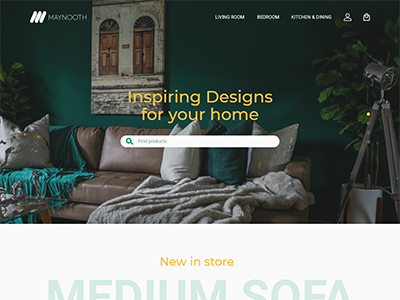 MAYNOOTH
LIVING ROOM
BEDROOM
KITCHEN & DINING
Inspiring Designs
for your home
Find products
New in store
MEDIUM SOFA